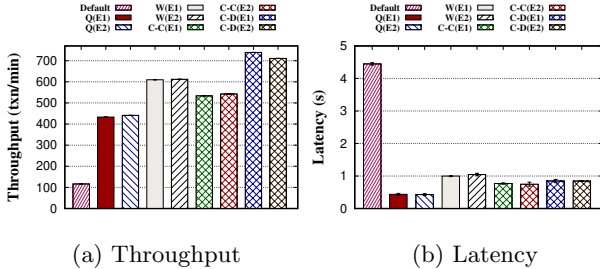 Default
Q(E1)
Q(E2)
W(E1)
W(E2)
C-C(E1)
C-C(E2)
C-D(E1)
C-D(E2)
Throughput (txn/min)
700
600
500
400
300
200
100
0
(a) Throughput
Default
Q(E1)
Q(E2)
W(E1)
W(E2)
C-C(E1)
C-C(E2)
C-D(E1)
C-D(E2)
Latency (s)
5
4
3
2
1
0
(b) Latency